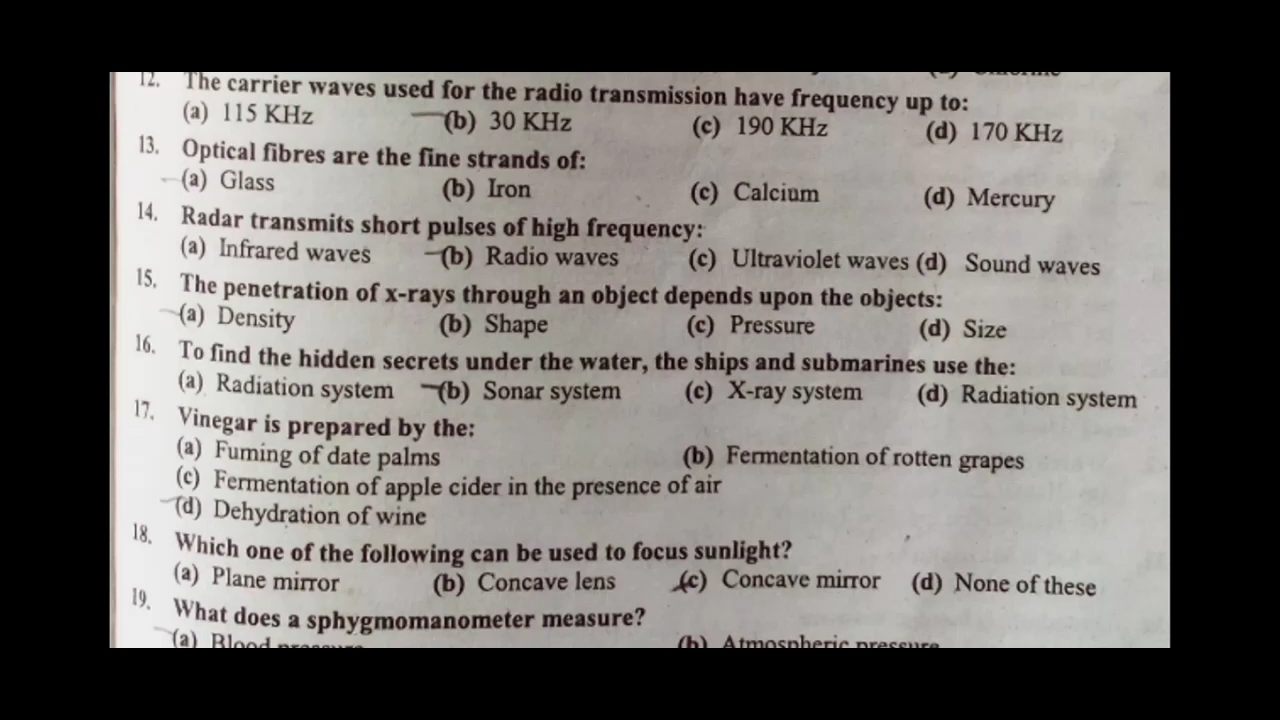 12. The carrier waves used for the radio transmission have frequency up to:
(a) 115 KHz (b) 30 KHz (c) 190 KHz (d) 170 KHz
13. Optical fibres are the fine strands of:
(a) Glass (b) Iron (c) Calcium (d) Mercury
14. Radar transmits short pulses of high frequency:
(a) Infrared waves (b) Radio waves (c) Ultraviolet waves (d) Sound waves
15. The penetration of x-rays through an object depends upon the objects:
(a) Density (b) Shape (c) Pressure (d) Size
16. To find the hidden secrets under the water, the ships and submarines use the:
(a) Radiation system (b) Sonar system (c) X-ray system (d) Radiation system
17. Vinegar is prepared by the:
(a) Fuming of date palms (b) Fermentation of rotten grapes
(c) Fermentation of apple cider in the presence of air
(d) Dehydration of wine
18. Which one of the following can be used to focus sunlight?
(a) Plane mirror (b) Concave lens (c) Concave mirror (d) None of these
19. What does a sphygmomanometer measure?
(a) Blood pressure (b) Atmospheric pressure